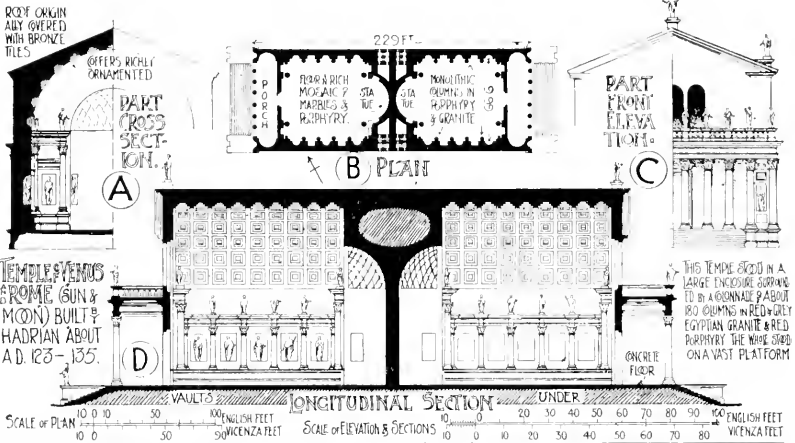 ROOF ORIGIN
ALLY COVERED
WITH BRONZE
TILES
COFFERS RICHLY
ORNAMENTED
PART
CROSS
SECT-
ION.
A
229 FT.
PORCH
FLOOR RICH
MOSAIC OF
MARBLES &
PORPHYRY.
STA
TUE
STA
TUE
MONOLITHIC
COLUMNS IN
PORPHYRY
& GRANITE
B PLAN
PART
FRONT
ELEVA
TION.
C
TEMPLE OF VENUS
& ROME (SUN &
MOON) BUILT BY
HADRIAN ABOUT
A.D. 123–135.
D
THIS TEMPLE STOOD IN A
LARGE ENCLOSURE SURROUND
ED BY A COLONNADE OF ABOUT
180 COLUMNS IN RED & GREY
EGYPTIAN GRANITE & RED
PORPHYRY THE WHOLE STOOD
ON A VAST PLATFORM
CONCRETE
FLOOR
VAULTS
LONGITUDINAL SECTION
UNDER
SCALE OF PLAN
10 0 10 50 100 ENGLISH FEET
10 0 50 90 VICENZA FEET
SCALE OF ELEVATION & SECTIONS
10 0 10 20 30 40 50 60 70 80 90 100 ENGLISH FEET
10 0 10 20 30 40 50 60 70 80 VICENZA FEET